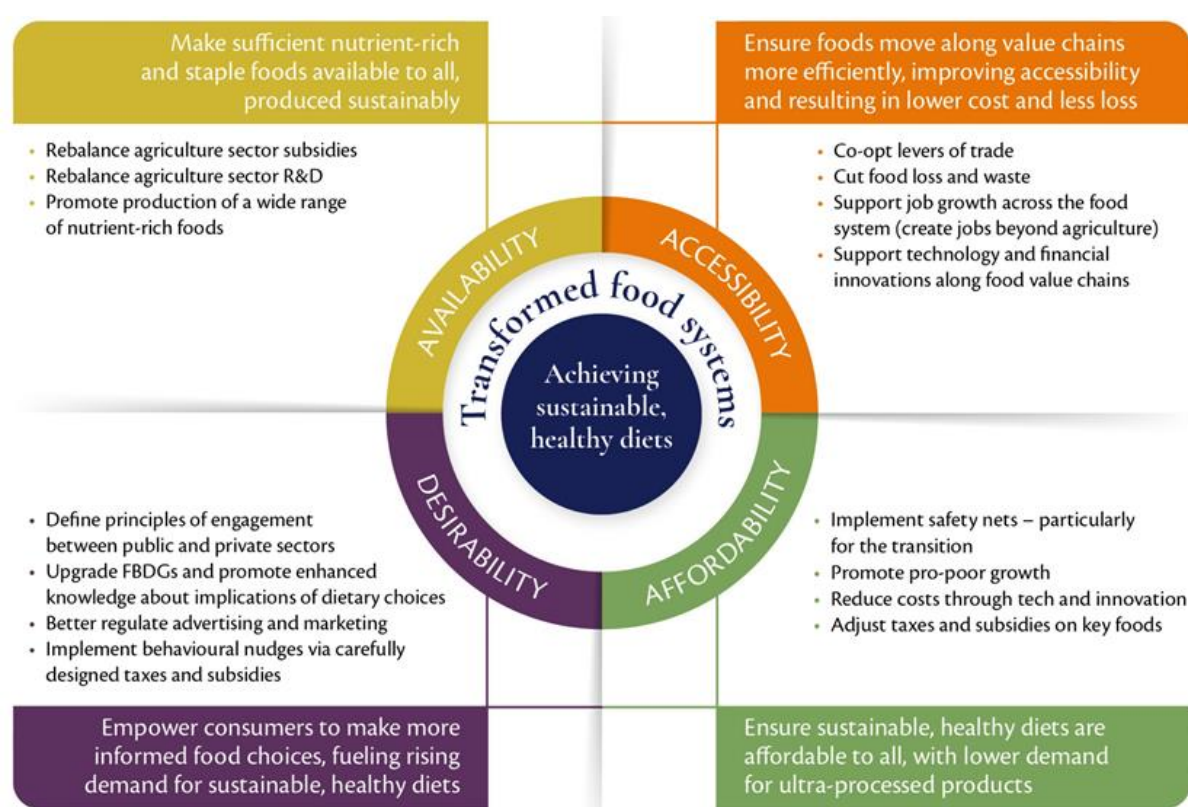 Make sufficient nutrient-rich
and staple foods available to all,
produced sustainably
• Rebalance agriculture sector subsidies
• Rebalance agriculture sector R&D
• Promote production of a wide range
of nutrient-rich foods
Ensure foods move along value chains
more efficiently, improving accessibility
and resulting in lower cost and less loss
• Co-opt levers of trade
• Cut food loss and waste
• Support job growth across the food
system (create jobs beyond agriculture)
• Support technology and financial
innovations along food value chains
AVAILABILITY
ACCESSIBILITY
Transformed food systems
Achieving
sustainable,
healthy diets
DESIRABILITY
AFFORDABILITY
• Define principles of engagement
between public and private sectors
• Upgrade FBDGs and promote enhanced
knowledge about implications of dietary choices
• Better regulate advertising and marketing
• Implement behavioural nudges via carefully
designed taxes and subsidies
Empower consumers to make more
informed food choices, fueling rising
demand for sustainable, healthy diets
• Implement safety nets – particularly
for the transition
• Promote pro-poor growth
• Reduce costs through tech and innovation
• Adjust taxes and subsidies on key foods
Ensure sustainable, healthy diets are
affordable to all, with lower demand
for ultra-processed products